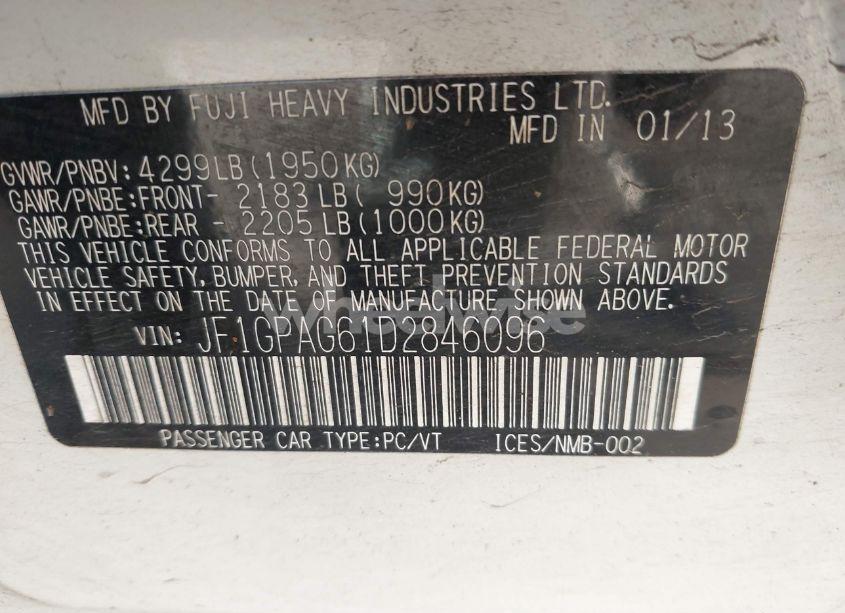 MFD BY FUJI HEAVY INDUSTRIES LTD.
MFD IN 01/13
GVWR/PNBV: 4299LB(1950KG)
GAWR/PNBE:FRONT- 2183 LB( 990KG)
GAWR/PNBE:REAR - 2205 LB(1000KG)
THIS VEHICLE CONFORMS TO ALL APPLICABLE FEDERAL MOTOR
VEHICLE SAFETY, BUMPER, AND THEFT PREVENTION STANDARDS
IN EFFECT ON THE DATE OF MANUFACTURE SHOWN ABOVE.
wheelwise
VIN: JF1GPAG61D2846096
PASSENGER CAR TYPE:PC/VT ICES/NMB-002